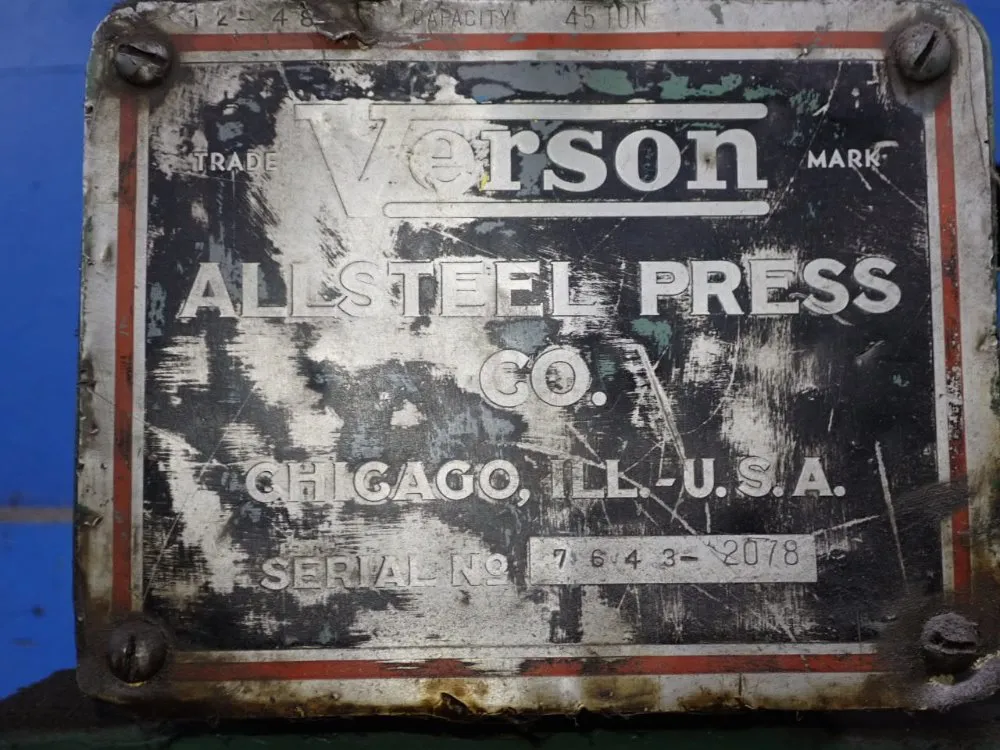 12-48 CAPACITY 45 TON
TRADE Verson MARK
ALLSTEEL PRESS
CO.
CHICAGO, ILL.-U.S.A.
SERIAL No 7643-2078